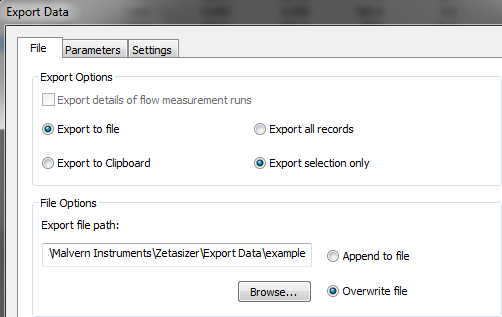 Export Data
File Parameters Settings
Export Options
Export details of flow measurement runs
Export to file Export all records
Export to Clipboard Export selection only
File Options
Export file path:
\Malvern Instruments\Zetasizer\Export Data\example
Append to file
Browse... Overwrite file